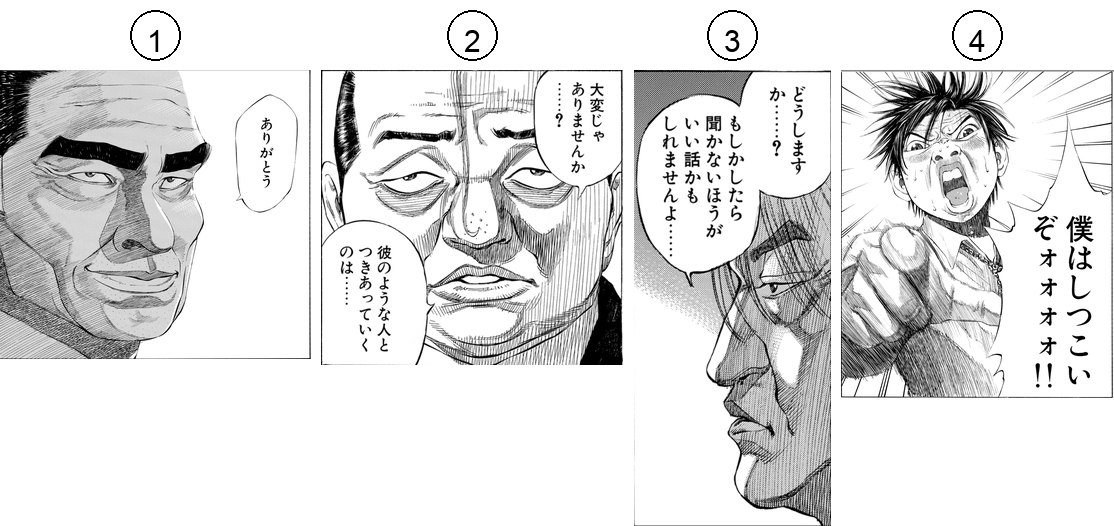 1
ありがとう
2
大変じゃ
ありませんか
………?
彼のような人と
つきあっていく
のは……
3
どうします
か………?
もしかしたら
聞かないほうが
いい話かも
しれませんよ……
4
僕はしつこい
ぞォォォォ!!